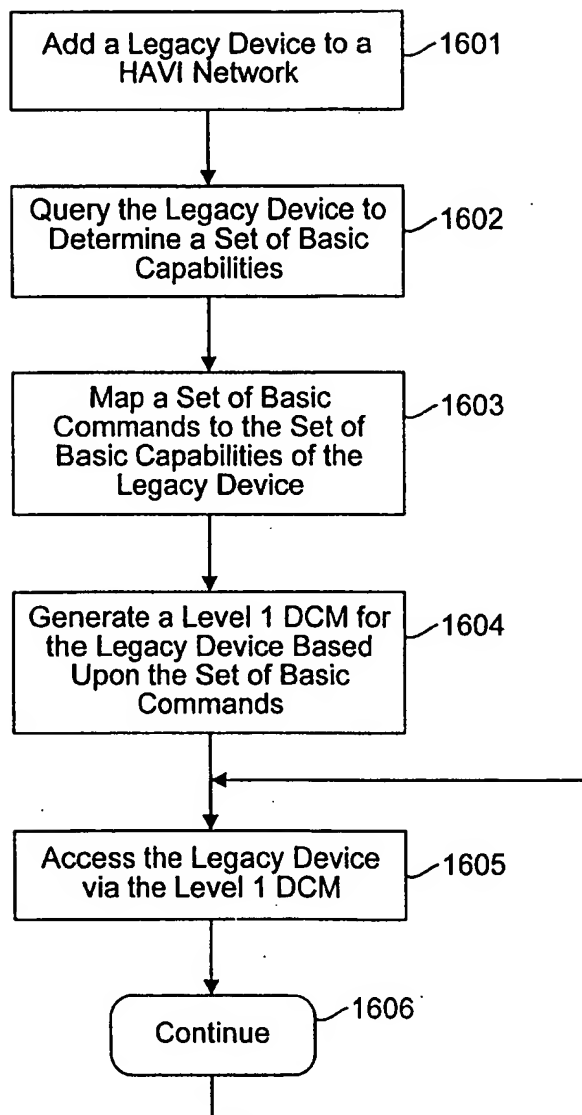 Add a Legacy Device to a
HAVI Network
1601
Query the Legacy Device to
Determine a Set of Basic
Capabilities
1602
Map a Set of Basic
Commands to the Set of
Basic Capabilities of the
Legacy Device
1603
Generate a Level 1 DCM for
the Legacy Device Based
Upon the Set of Basic
Commands
1604
Access the Legacy Device
via the Level 1 DCM
1605
Continue
1606